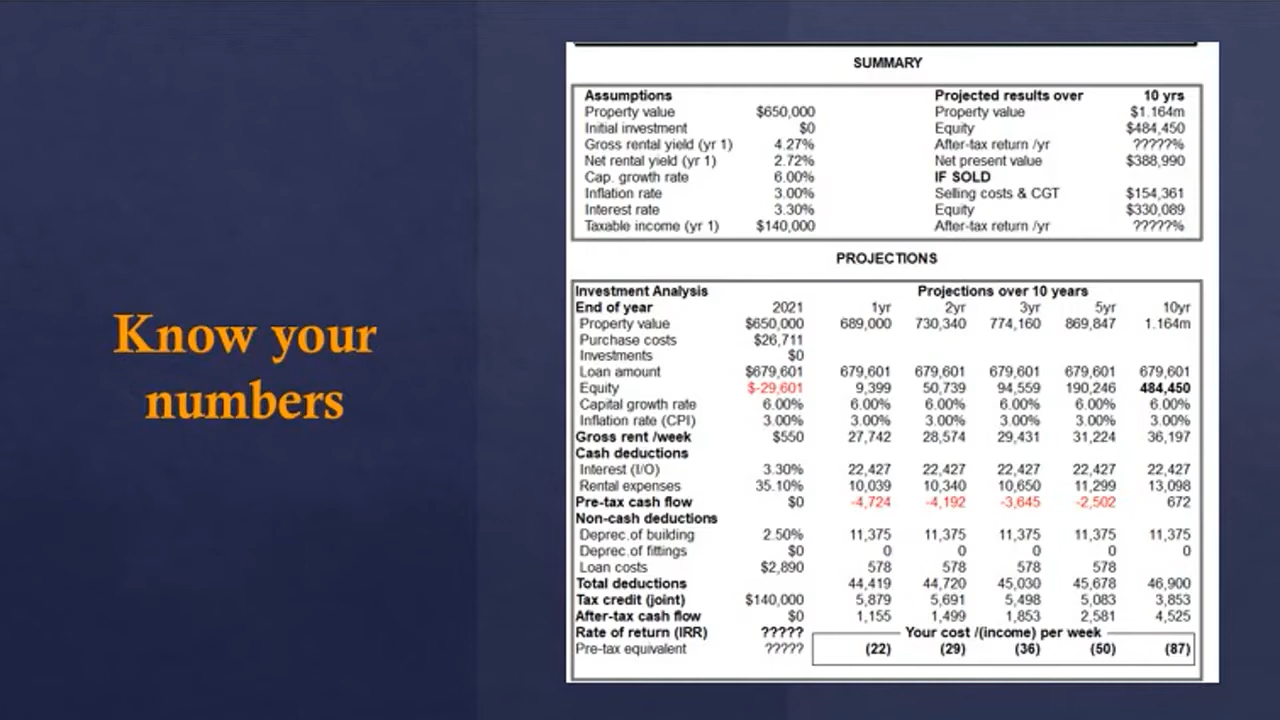 Know your
numbers
SUMMARY
Assumptions Projected results over 10 yrs
Property value $650,000 Property value $1.164m
Initial investment $0 Equity $484,450
Gross rental yield (yr 1) 4.27% After-tax return /yr ?????%
Net rental yield (yr 1) 2.72% Net present value $388,990
Cap. growth rate 6.00% IF SOLD
Inflation rate 3.00% Selling costs & CGT $154,361
Interest rate 3.30% Equity $330,089
Taxable income (yr 1) $140,000 After-tax return /yr ?????%
PROJECTIONS
Investment Analysis Projections over 10 years
End of year 2021 1yr 2yr 3yr 5yr 10yr
Property value $650,000 689,000 730,340 774,160 869,847 1.164m
Purchase costs $26,711
Investments $0
Loan amount $679,601 679,601 679,601 679,601 679,601 679,601
Equity $-29,601 9,399 50,739 94,559 190,246 484,450
Capital growth rate 6.00% 6.00% 6.00% 6.00% 6.00% 6.00%
Inflation rate (CPI) 3.00% 3.00% 3.00% 3.00% 3.00% 3.00%
Gross rent /week $550 27,742 28,574 29,431 31,224 36,197
Cash deductions
Interest (I/O) 3.30% 22,427 22,427 22,427 22,427 22,427
Rental expenses 35.10% 10,039 10,340 10,650 11,299 13,098
Pre-tax cash flow $0 -4,724 -4,192 -3,645 -2,502 672
Non-cash deductions
Deprec.of building 2.50% 11,375 11,375 11,375 11,375 11,375
Deprec.of fittings $0 0 0 0 0 0
Loan costs $2,890 578 578 578 578
Total deductions 44,419 44,720 45,030 45,678 46,900
Tax credit (joint) $140,000 5,879 5,691 5,498 5,083 3,853
After-tax cash flow $0 1,155 1,499 1,853 2,581 4,525
Rate of return (IRR) ????? Your cost /(income) per week
Pre-tax equivalent ????? (22) (29) (36) (50) (87)